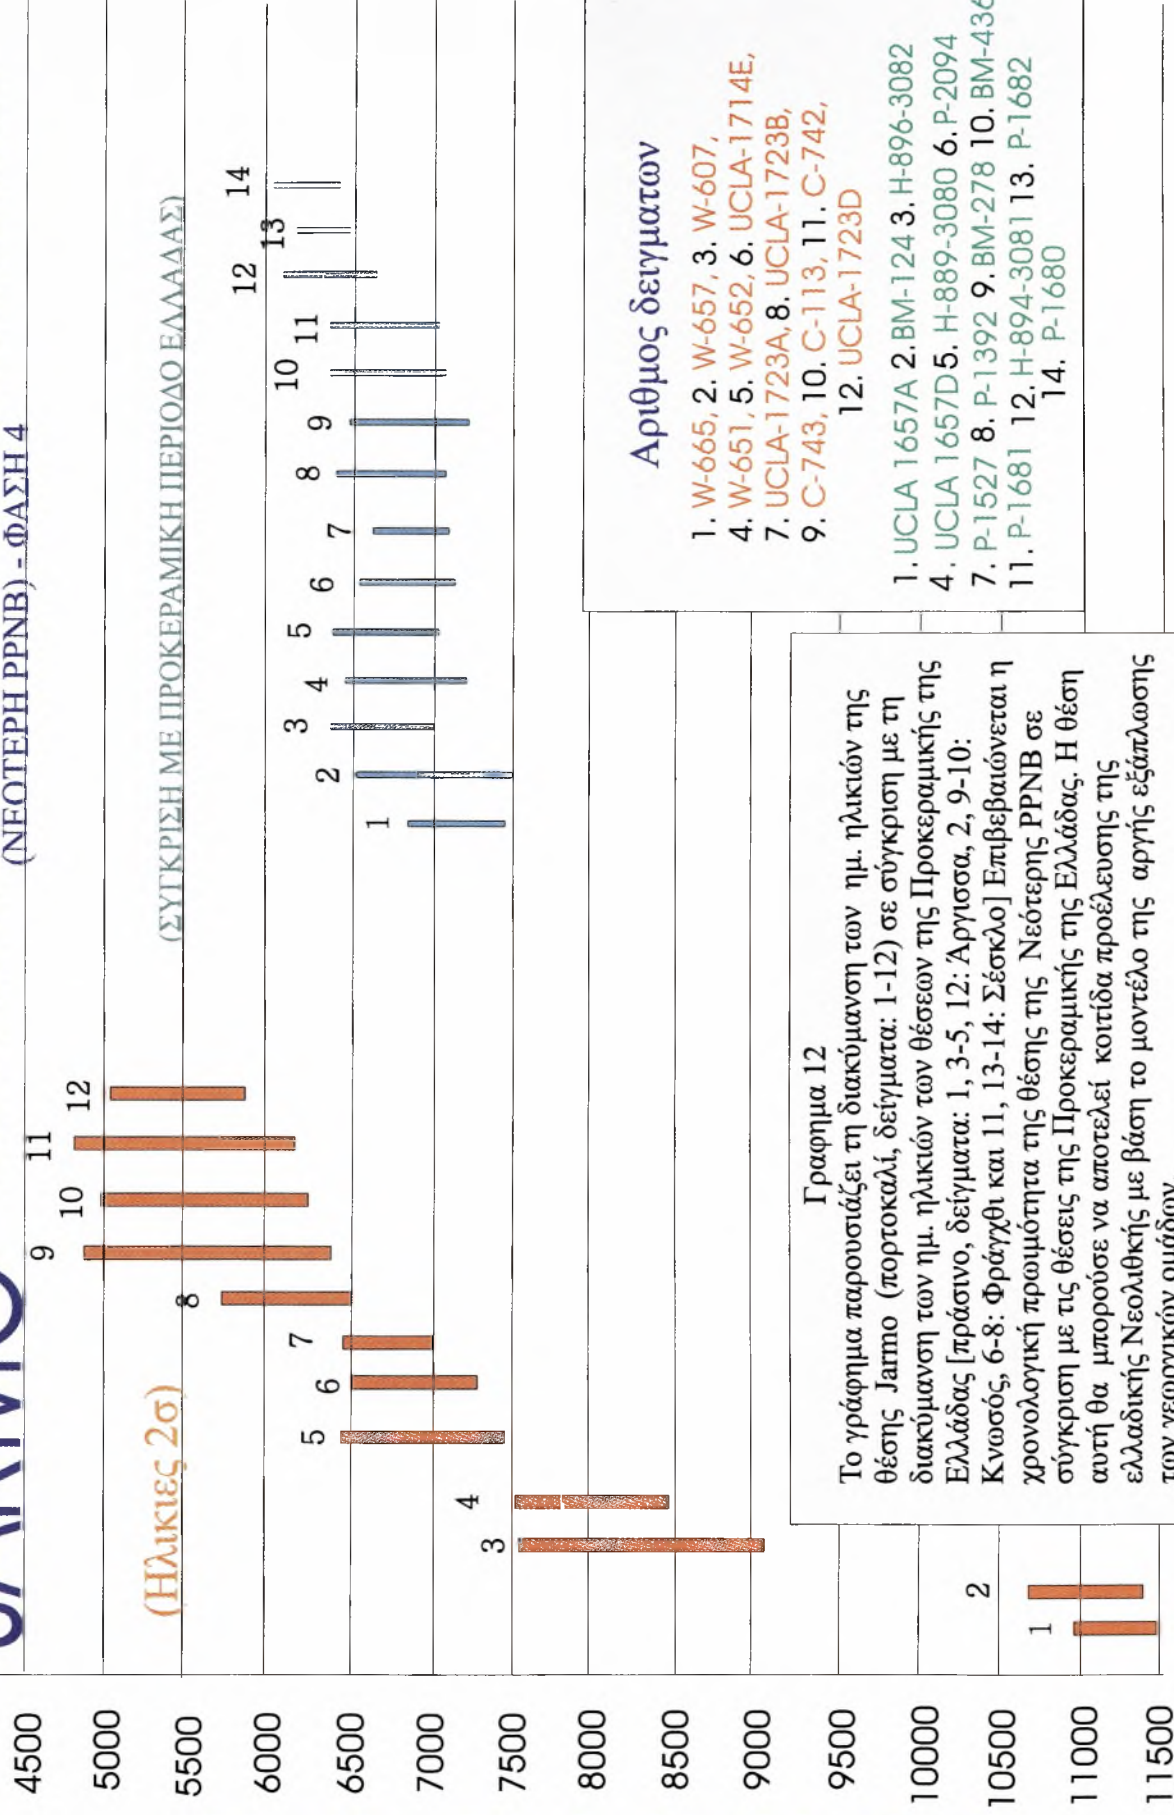 (ΝΕΟΤΕΡΗ PPNB) - ΦΑΣΗ 4
(ΣΥΓΚΡΙΣΗ ΜΕ ΠΡΟΚΕΡΑΜΙΚΗ ΠΕΡΙΟΔΟ ΕΛΛΑΔΑΣ)
(Ηλικιες 2σ)
4500
5000
5500
6000
6500
7000
7500
8000
8500
9000
9500
10000
10500
11000
11500
1
2
3
4
5
6
7
8
9
10
11
12
1
2
3
4
5
6
7
8
9
10
11
12
13
14
Αριθμος δειγματων
1. W-665, 2. W-657, 3. W-607,
4. W-651, 5. W-652, 6. UCLA-1714E,
7. UCLA-1723A, 8. UCLA-1723B,
9. C-743, 10. C-113, 11. C-742,
12. UCLA-1723D
1. UCLA 1657A 2. BM-124 3. H-896-3082
4. UCLA 1657D 5. H-889-3080 6. P-2094
7. P-1527 8. P-1392 9. BM-278 10. BM-436
11. P-1681 12. H-894-3081 13. P-1682
14. P-1680
Γραφημα 12
Το γράφημα παρουσιάζει τη διακύμανση των ημ. ηλικιών της
θέσης Jarmo (πορτοκαλί, δείγματα: 1-12) σε σύγκριση με τη
διακύμανση των ημ. ηλικιών των θέσεων της Προκεραμικής της
Ελλάδας [πράσινο, δείγματα: 1, 3-5, 12: Άργισσα, 2, 9-10:
Κνωσός, 6-8: Φράγχθι και 11, 13-14: Σέσκλο] Επιβεβαιώνεται η
χρονολογική πρωιμότητα της θέσης της Νεότερης PPNB σε
σύγκριση με τις θέσεις της Προκεραμικής της Ελλάδας. Η θέση
αυτή θα μπορούσε να αποτελεί κοιτίδα προέλευσης της
ελλαδικής Νεολιθκής με βάση το μοντέλο της αργής εξάπλωσης
των γεωργικών ομάδων